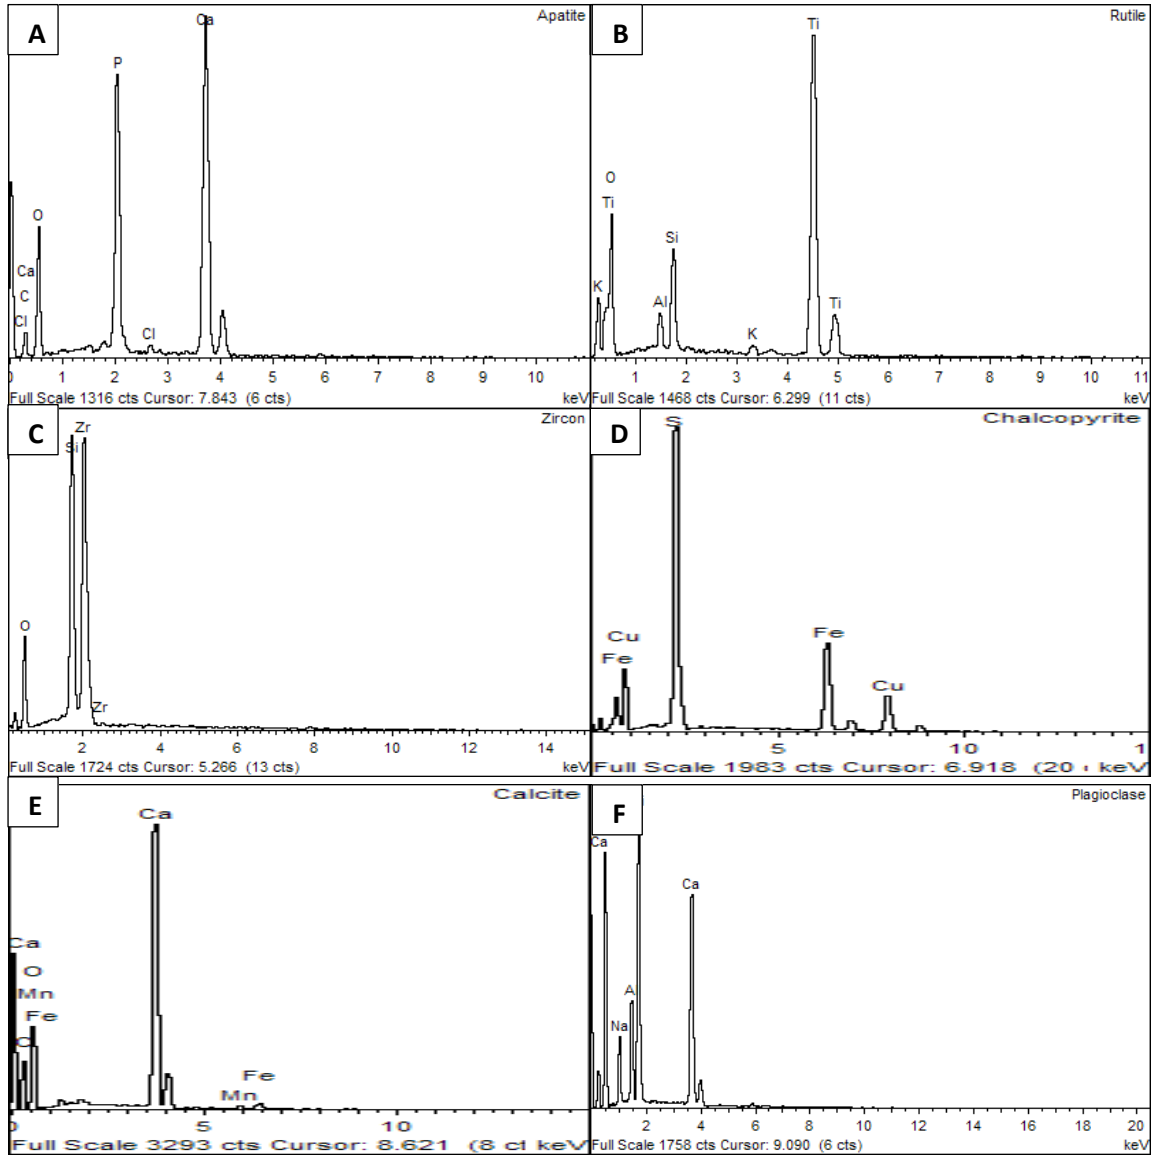 A
Apatite
Ca
P
O
Ca
C
Cl
Cl
0 1 2 3 4 5 6 7 8 9 10
Full Scale 1316 cts Cursor: 7.843 (6 cts) keV
B
Rutile
Ti
O
Ti
Si
K
Al
K
Ti
1 2 3 4 5 6 7 8 9 10 11
Full Scale 1468 cts Cursor: 6.299 (11 cts) keV
C
Zircon
Zr
Si
O
Zr
2 4 6 8 10 12 14
Full Scale 1724 cts Cursor: 5.266 (13 cts) keV
D
Chalcopyrite
S
Cu
Fe
Fe
Cu
5 10 1
Full Scale 1983 cts Cursor: 6.918 (20 keV
E
Calcite
Ca
Ca
O
Mn
Fe
C
Fe
Mn
5 10
Full Scale 3293 cts Cursor: 8.621 (8 ct keV
F
Plagioclase
Ca
Ca
A
Na
2 4 6 8 10 12 14 16 18 20
Full Scale 1758 cts Cursor: 9.090 (6 cts) keV